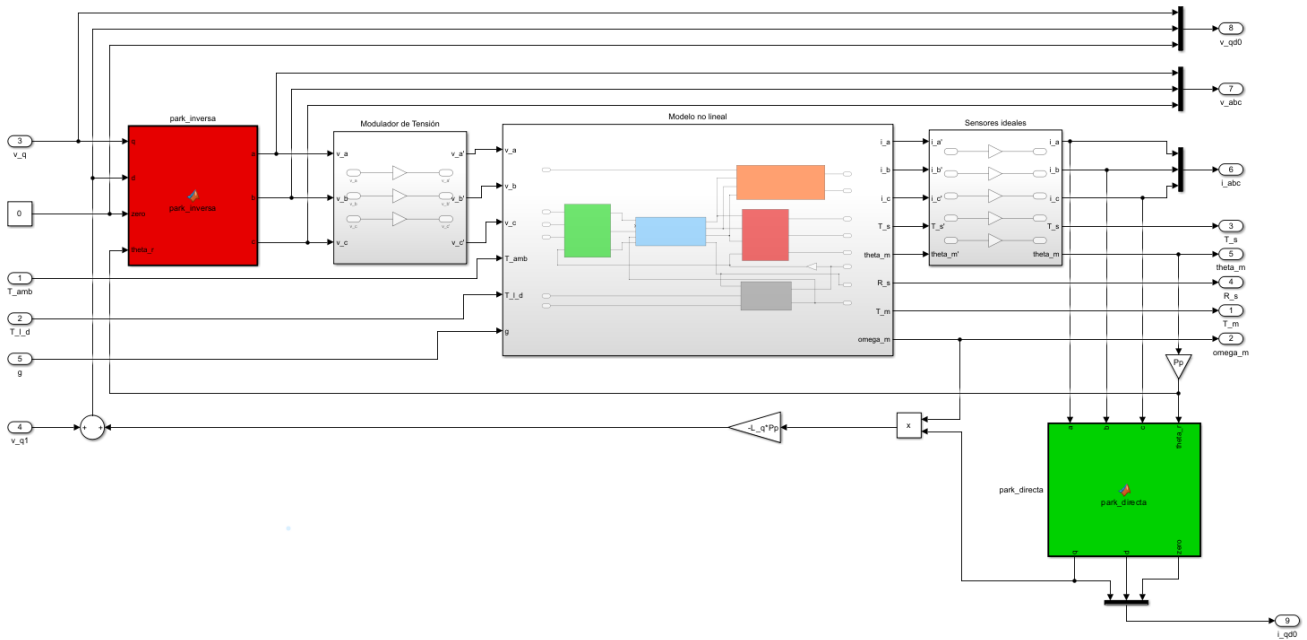 8
v_qd0
7
v_abc
park_inversa
Modulador de Tensión
Modelo no lineal
Sensores ideales
3
v_q
q
d
zero
theta_r
park_inversa
a
b
c
0
v_a
v_b
v_c
v_a'
v_b'
v_c'
v_a
v_b
v_c
T_amb
T_l_d
g
i_a
i_b
i_c
T_s
theta_m
R_s
T_m
omega_m
i_a'
i_b'
i_c'
T_s'
theta_m'
i_a
i_b
i_c
T_s
theta_m
6
i_abc
3
T_s
5
theta_m
4
R_s
1
T_m
2
omega_m
1
T_amb
2
T_l_d
5
g
4
v_q1
+
+
-L_q*Pp
x
Pp
a
b
c
theta_r
park_directa
park_directa
q
d
zero
9
i_qd0